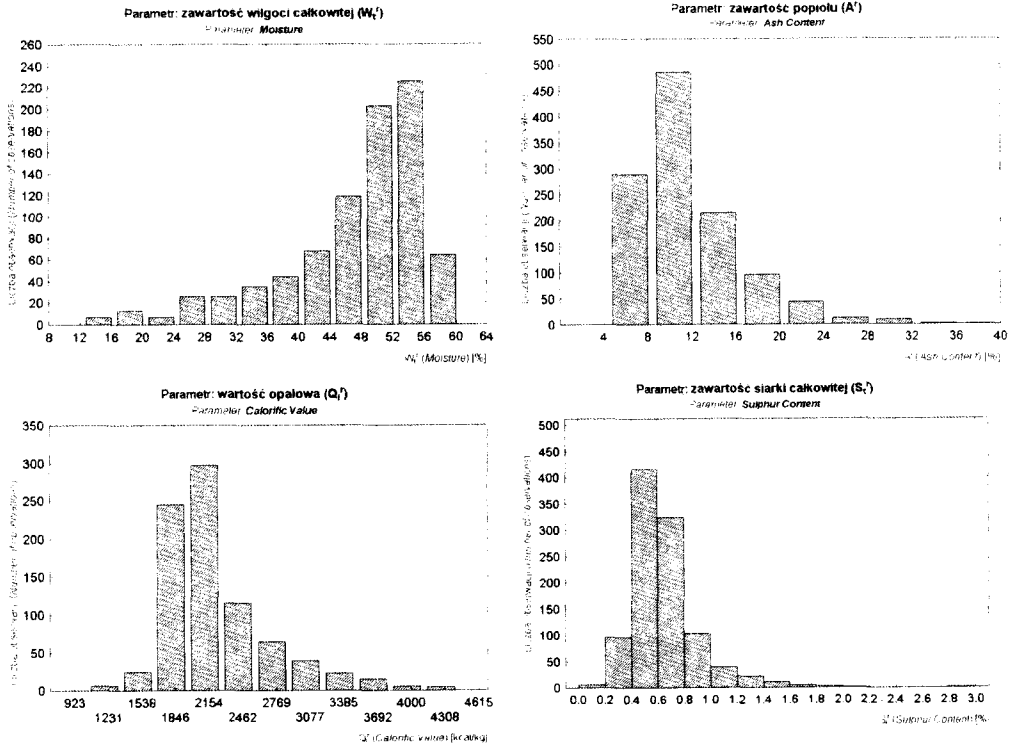 Parametr: zawartość wilgoci całkowitej (Wtr)
Parameter: Moisture
260
240
220
200
180
160
140
120
100
80
60
40
20
0
8 12 16 20 24 28 32 36 40 44 48 52 56 60 64
Wtr (Moisture) [%]
Parametr: zawartość popiołu (Ar)
Parameter: Ash Content
550
500
450
400
350
300
250
200
150
100
50
0
4 8 12 16 20 24 28 32 36 40
(Ash Content) [%]
Parametr: wartość opałowa (Qir)
Parameter: Calorific Value
350
300
250
200
150
100
50
0
923 1536 2154 2769 3385 4000 4615
1231 1846 2462 3077 3692 4308
(Calorific Value) [kcal/kg]
Parametr: zawartość siarki całkowitej (Str)
Parameter: Sulphur Content
500
450
400
350
300
250
200
150
100
50
0
0.0 0.2 0.4 0.6 0.8 1.0 1.2 1.4 1.6 1.8 2.0 2.2 2.4 2.6 2.8 3.0
(Sulphur Content) [%]